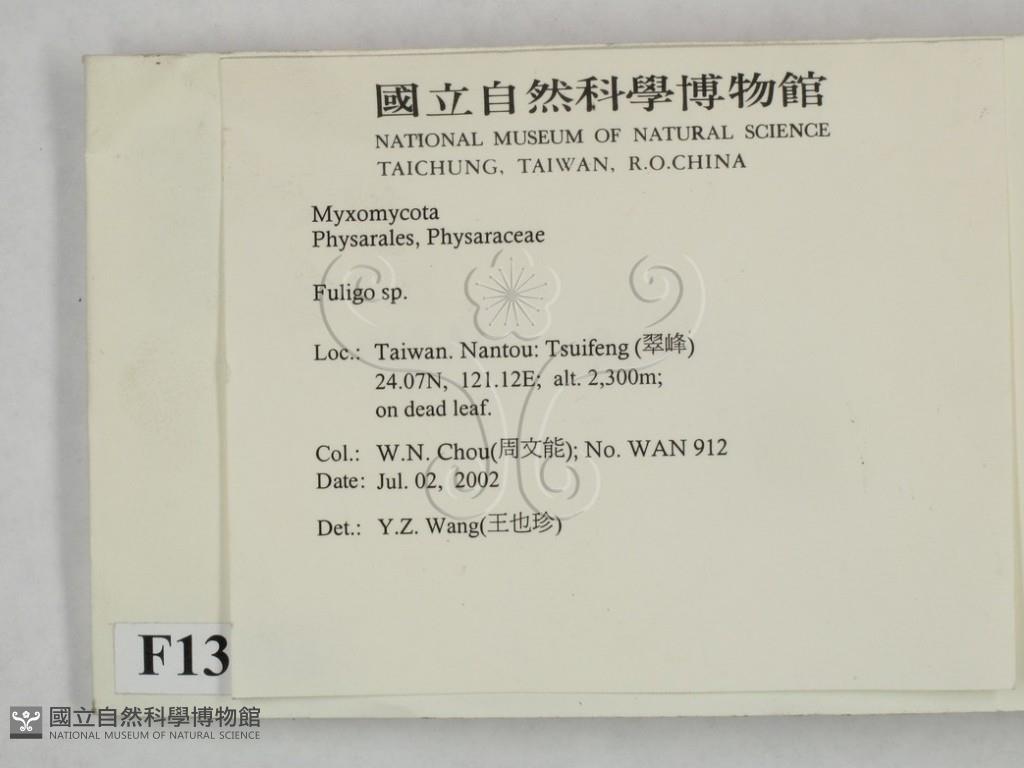 國立自然科學博物館
NATIONAL MUSEUM OF NATURAL SCIENCE
TAICHUNG, TAIWAN, R.O.CHINA
Myxomycota
Physarales, Physaraceae
Fuligo sp.
Loc.: Taiwan. Nantou: Tsuifeng (翠峰)
24.07N, 121.12E; alt. 2,300m;
on dead leaf.
Col.: W.N. Chou(周文能); No. WAN 912
Date: Jul. 02, 2002
Det.: Y.Z. Wang(王也珍)
F13
國立自然科學博物館
NATIONAL MUSEUM OF NATURAL SCIENCE